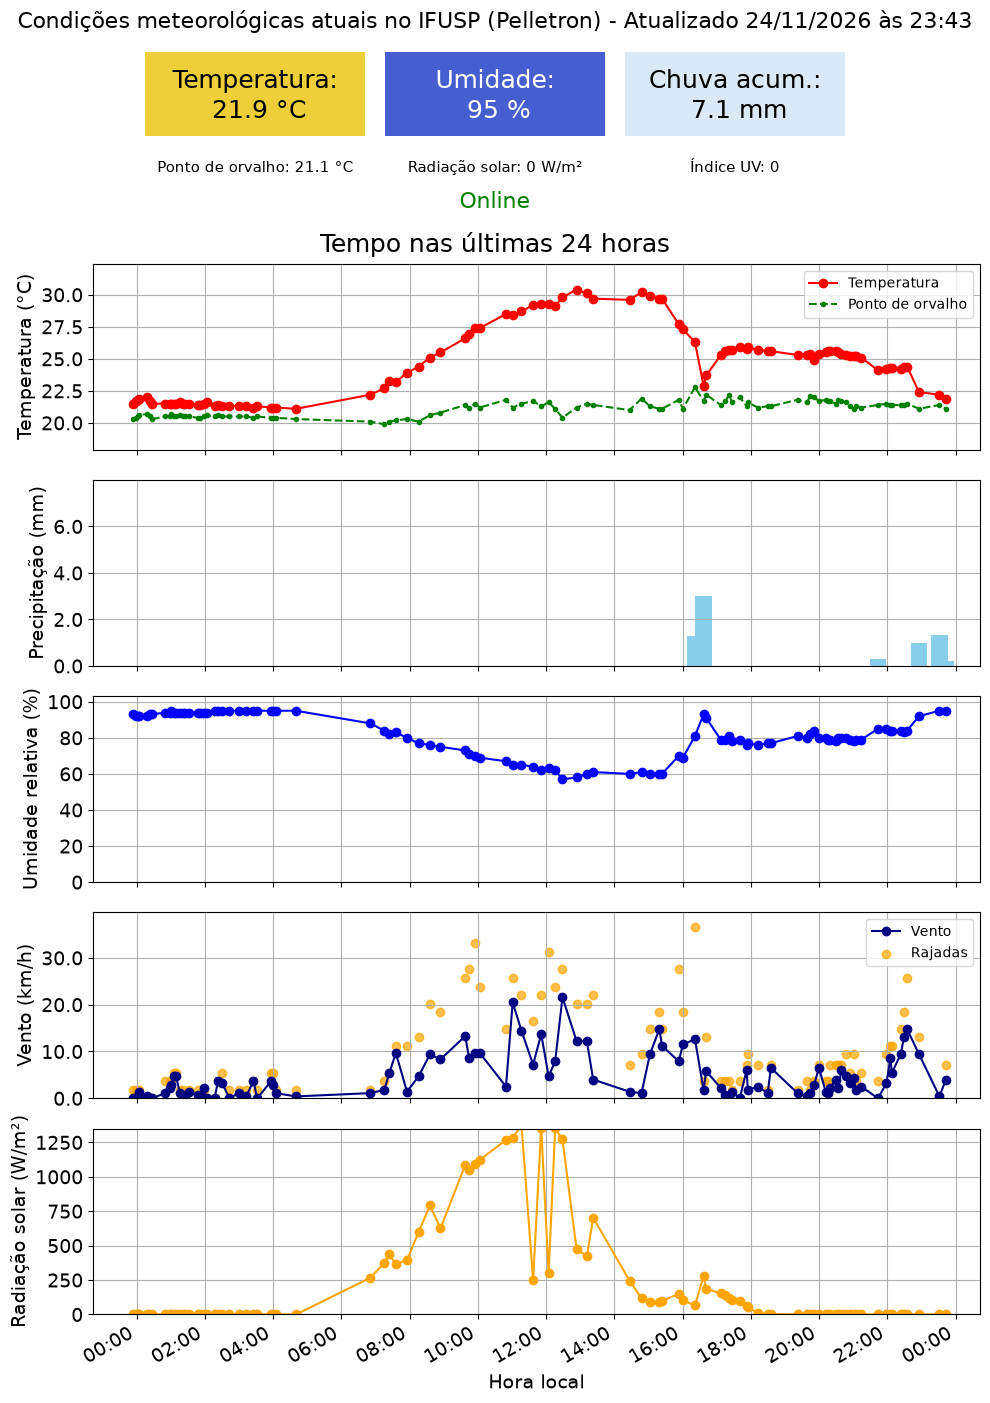 Condições meteorológicas atuais no IFUSP (Pelletron) - Atualizado 24/11/2026 às 23:43
Temperatura:
21.9 °C
Umidade:
95 %
Chuva acum.:
7.1 mm
Ponto de orvalho: 21.1 °C
Radiação solar: 0 W/m²
Índice UV: 0
Online
Tempo nas últimas 24 horas
Temperatura (°C)
30.0
27.5
25.0
22.5
20.0
Temperatura
Ponto de orvalho
Precipitação (mm)
6.0
4.0
2.0
0.0
Umidade relativa (%)
100
80
60
40
20
0
Vento (km/h)
30.0
20.0
10.0
0.0
Vento
Rajadas
Radiação solar (W/m²)
1250
1000
750
500
250
0
00:00
02:00
04:00
06:00
08:00
10:00
12:00
14:00
16:00
18:00
20:00
22:00
00:00
Hora local